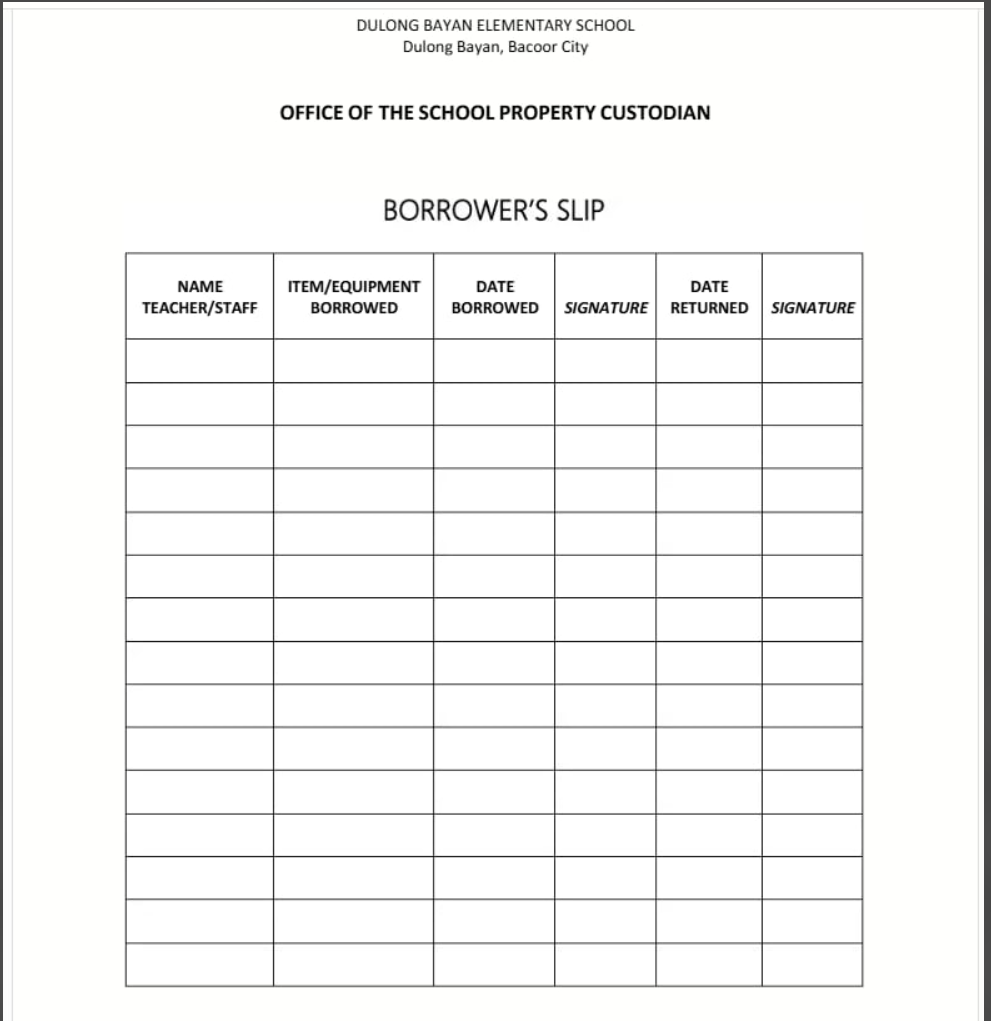 DULONG BAYAN ELEMENTARY SCHOOL
Dulong Bayan, Bacoor City
OFFICE OF THE SCHOOL PROPERTY CUSTODIAN
BORROWER'S SLIP
NAME TEACHER/STAFF ITEM/EQUIPMENT BORROWED DATE BORROWED SIGNATURE DATE RETURNED SIGNATURE